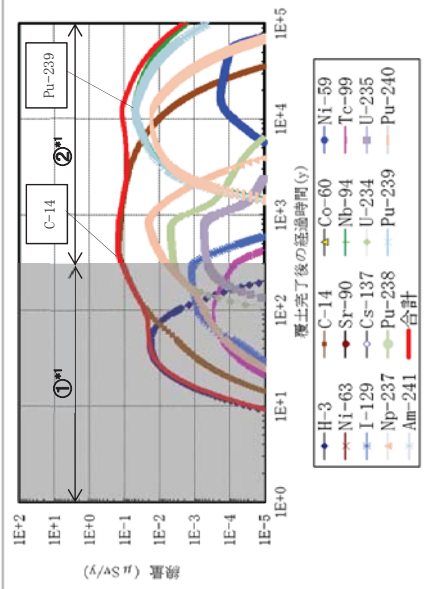 ①*1
②*1
C-14
Pu-239
1E+2
1E+1
1E+0
1E-1
1E-2
1E-3
1E-4
1E-5
線量 (μSv/y)
1E+0
1E+1
1E+2
1E+3
1E+4
1E+5
覆土完了後の経過時間(y)
H-3
C-14
Co-60
Ni-59
Ni-63
Sr-90
Nb-94
Tc-99
I-129
Cs-137
U-234
U-235
Np-237
Pu-238
Pu-239
Pu-240
Am-241
合計